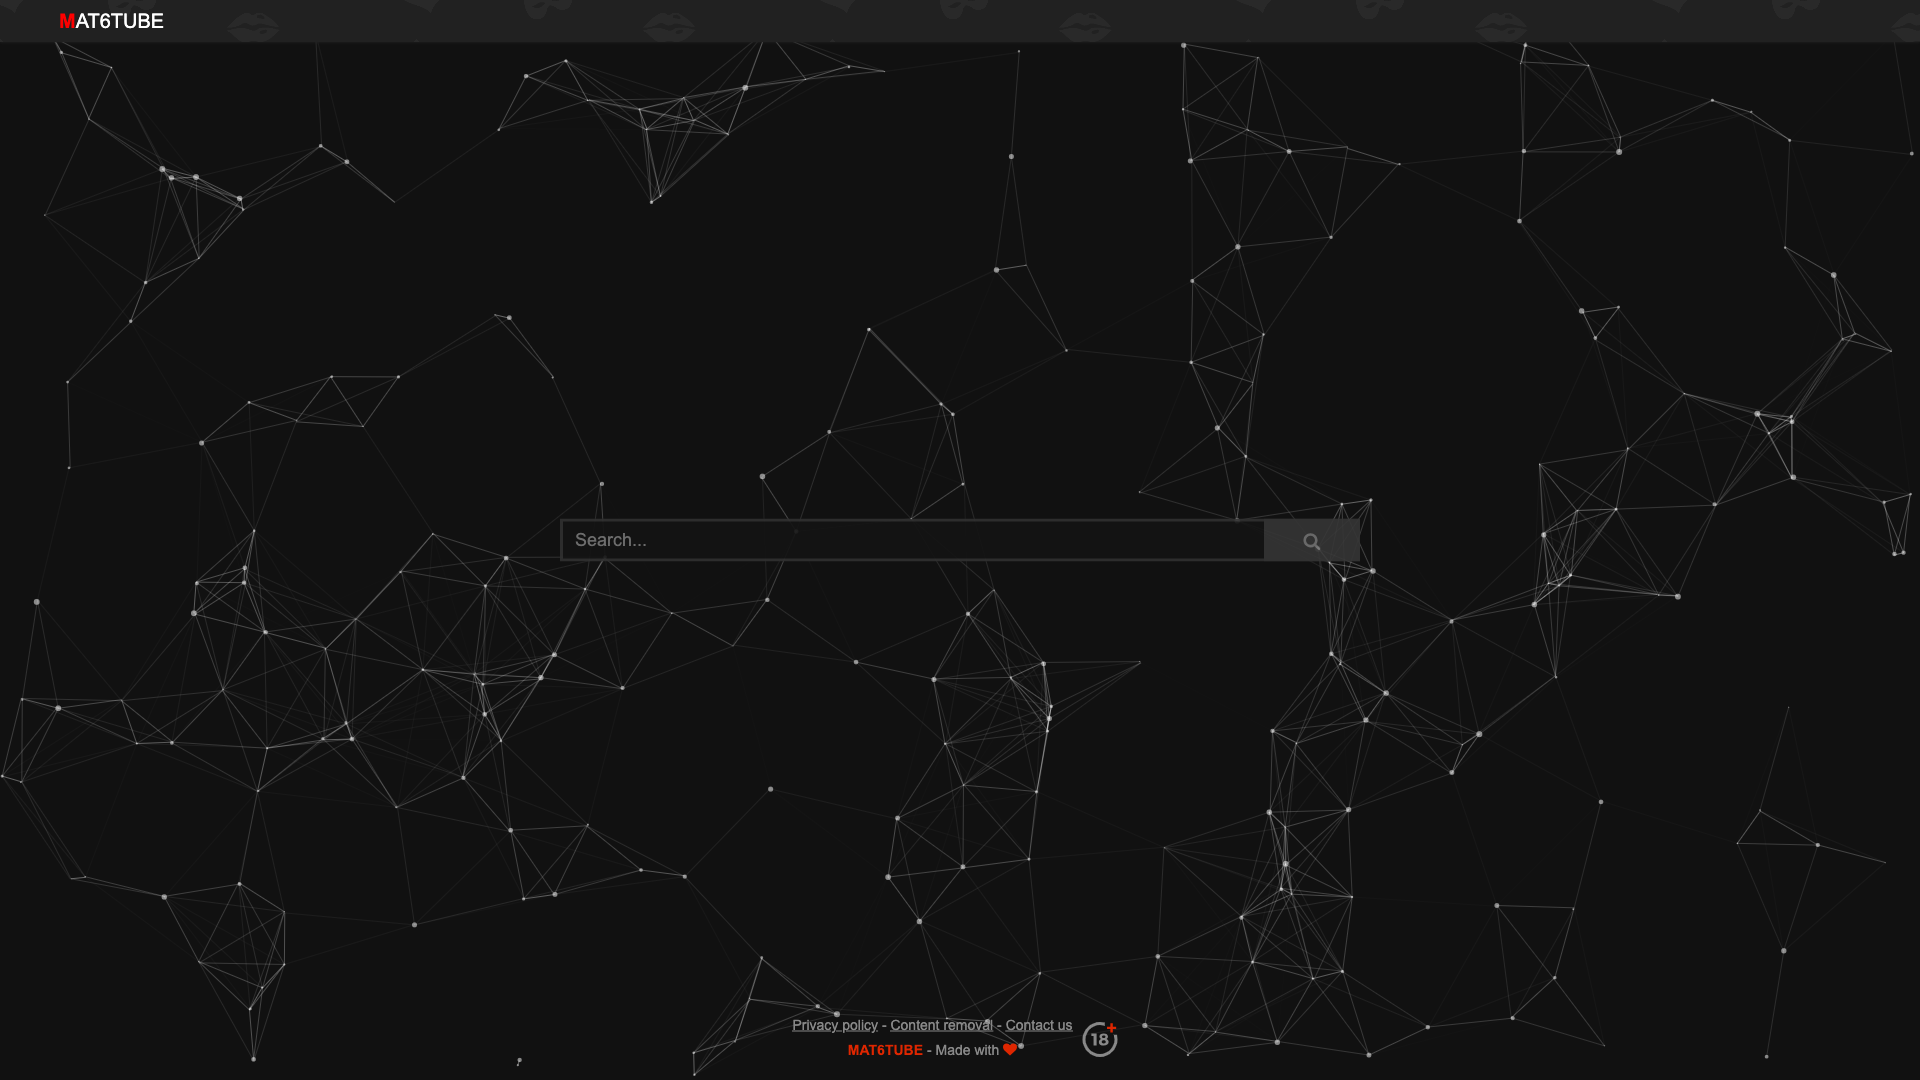 MAT6TUBE
Search...
Privacy policy - Content removal - Contact us
18+
MAT6TUBE - Made with